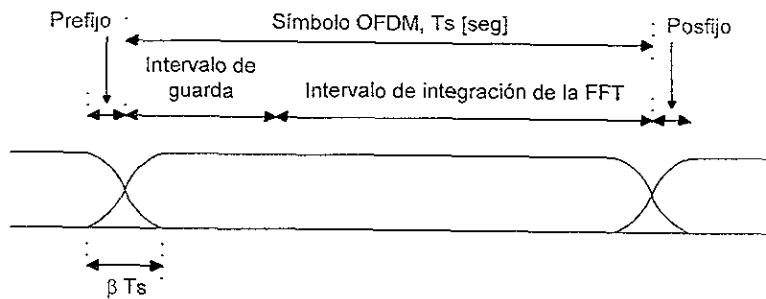 Prefijo
Símbolo OFDM, Ts [seg]
Posfijo
Intervalo de
guarda
Intervalo de integración de la FFT
β Ts